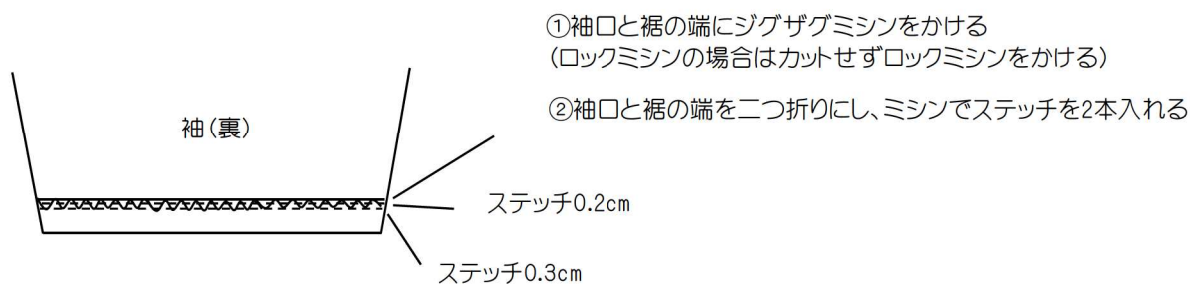 ①袖口と裾の端にジグザグミシンをかける
(ロックミシンの場合はカットせずロックミシンをかける)
②袖口と裾の端を二つ折りにし、ミシンでステッチを2本入れる
袖(裏)
ステッチ0.2cm
ステッチ0.3cm